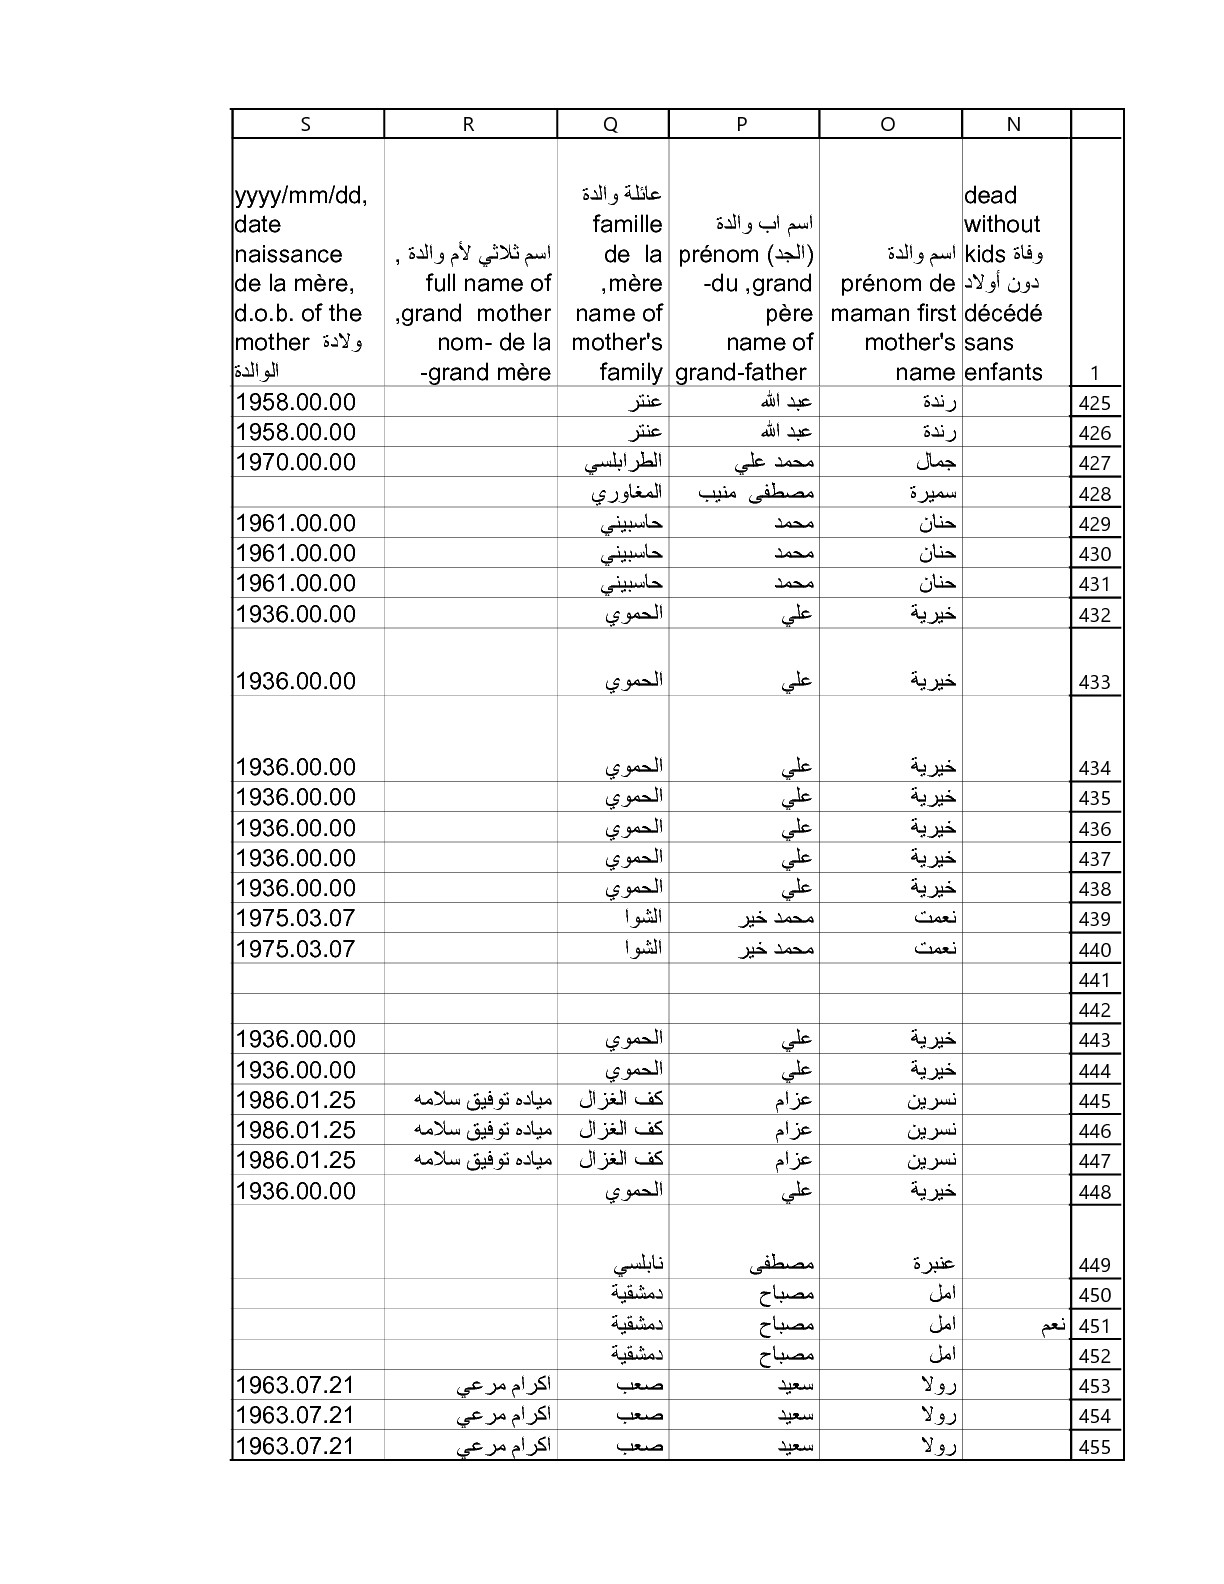 S R Q P O N
yyyy/mm/dd, date naissance de la mère, d.o.b. of the mother ولادة الوالدة
اسم ثلاثي لأم والدة , full name of grand mother, nom- de la grand mère-
عائلة والدة famille de la mère, name of mother's family
اسم اب والدة (الجد) prénom du ,grand- père name of grand-father
اسم والدة prénom de maman first mother's name
dead without kids وفاة دون أولاد décédé sans enfants
1
1958.00.00 عنتر عبد الله رندة 425
1958.00.00 عنتر عبد الله رندة 426
1970.00.00 الطرابلسي محمد علي جمال 427
المغاوري مصطفى منيب سميرة 428
1961.00.00 حاسبيني محمد حنان 429
1961.00.00 حاسبيني محمد حنان 430
1961.00.00 حاسبيني محمد حنان 431
1936.00.00 الحموي علي خيرية 432
1936.00.00 الحموي علي خيرية 433
1936.00.00 الحموي علي خيرية 434
1936.00.00 الحموي علي خيرية 435
1936.00.00 الحموي علي خيرية 436
1936.00.00 الحموي علي خيرية 437
1936.00.00 الحموي علي خيرية 438
1975.03.07 الشوا محمد خير نعمت 439
1975.03.07 الشوا محمد خير نعمت 440
441
442
1936.00.00 الحموي علي خيرية 443
1936.00.00 الحموي علي خيرية 444
1986.01.25 مياده توفيق سلامه كف الغزال عزام نسرين 445
1986.01.25 مياده توفيق سلامه كف الغزال عزام نسرين 446
1986.01.25 مياده توفيق سلامه كف الغزال عزام نسرين 447
1936.00.00 الحموي علي خيرية 448
نابلسي مصطفى عنبرة 449
دمشقية مصباح امل 450
دمشقية مصباح امل نعم 451
دمشقية مصباح امل 452
1963.07.21 اكرام مرعي صعب سعيد رولا 453
1963.07.21 اكرام مرعي صعب سعيد رولا 454
1963.07.21 اكرام مرعي صعب سعيد رولا 455